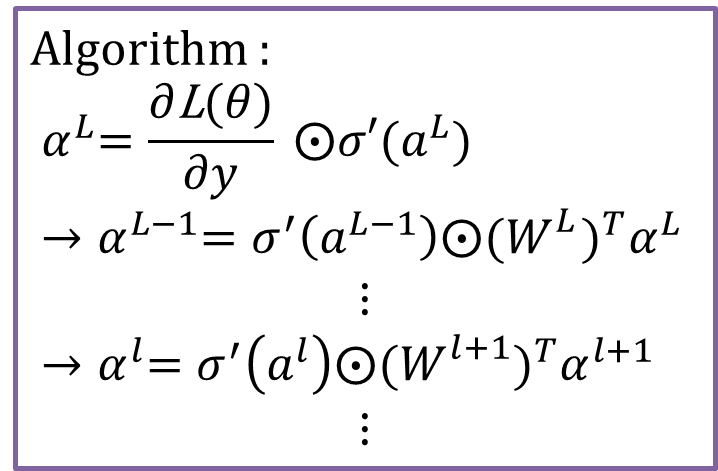 Algorithm :
α^L = ∂L(θ)/∂y ⊙σ′(a^L)
→ α^{L−1} = σ′(a^{L−1})⊙(W^L)^T α^L
⋮
→ α^l = σ′(a^l)⊙(W^{l+1})^T α^{l+1}
⋮